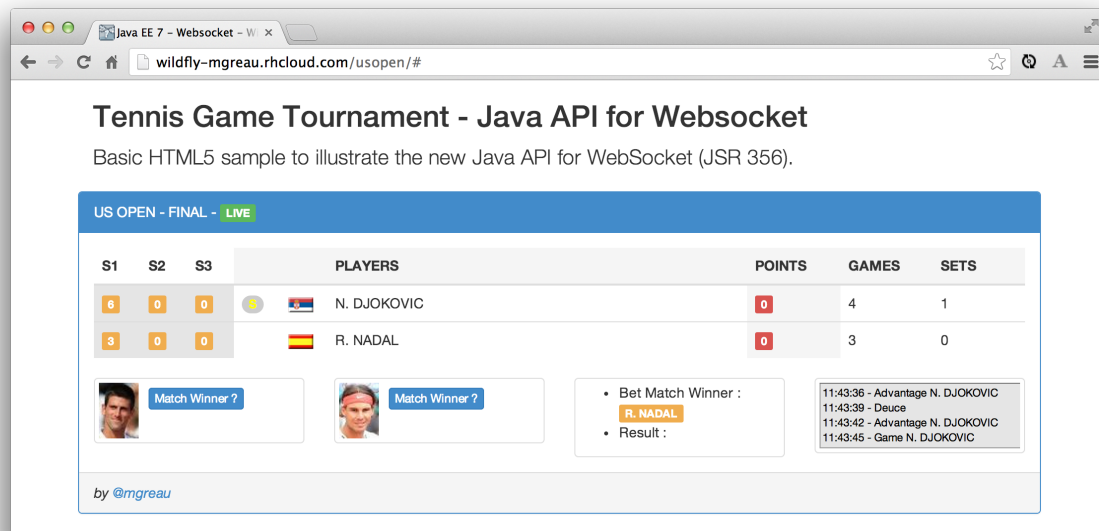 Java EE 7 – Websocket –
wildfly-mgreau.rhcloud.com/usopen/#
Tennis Game Tournament - Java API for Websocket
Basic HTML5 sample to illustrate the new Java API for WebSocket (JSR 356).
US OPEN - FINAL - LIVE
S1 S2 S3 PLAYERS POINTS GAMES SETS
6 0 0 S N. DJOKOVIC 0 4 1
3 0 0 R. NADAL 0 3 0
Match Winner ?
Match Winner ?
• Bet Match Winner :
R. NADAL
• Result :
11:43:36 - Advantage N. DJOKOVIC
11:43:39 - Deuce
11:43:42 - Advantage N. DJOKOVIC
11:43:45 - Game N. DJOKOVIC
by @mgreau